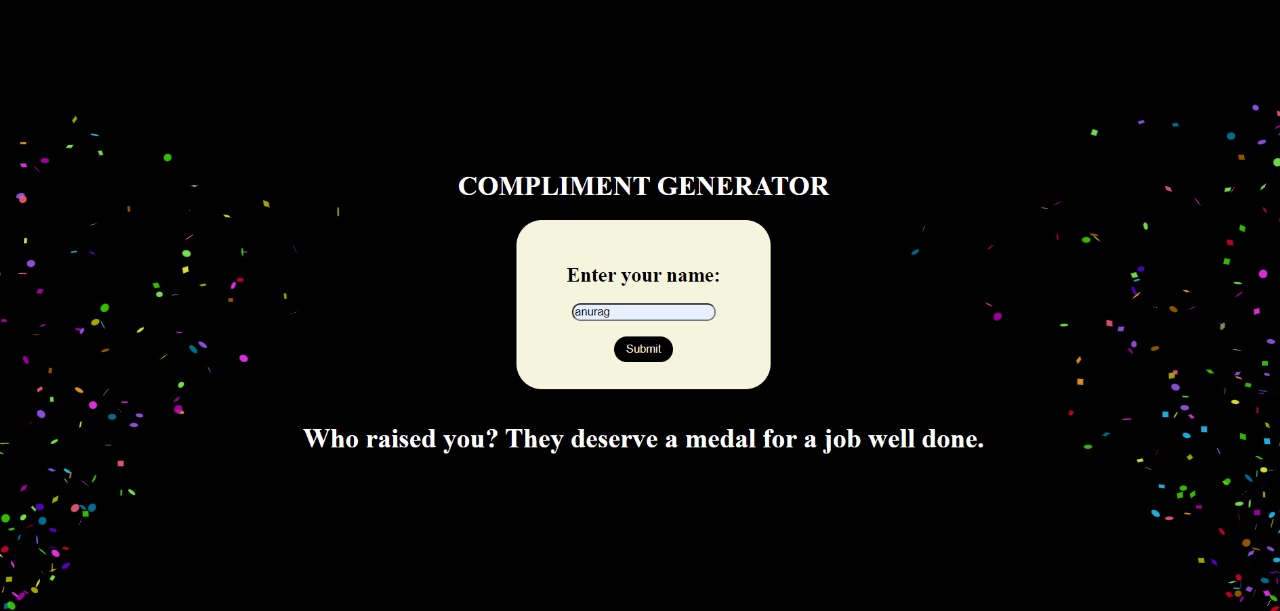 COMPLIMENT GENERATOR
Enter your name:
anurag
Submit
Who raised you? They deserve a medal for a job well done.